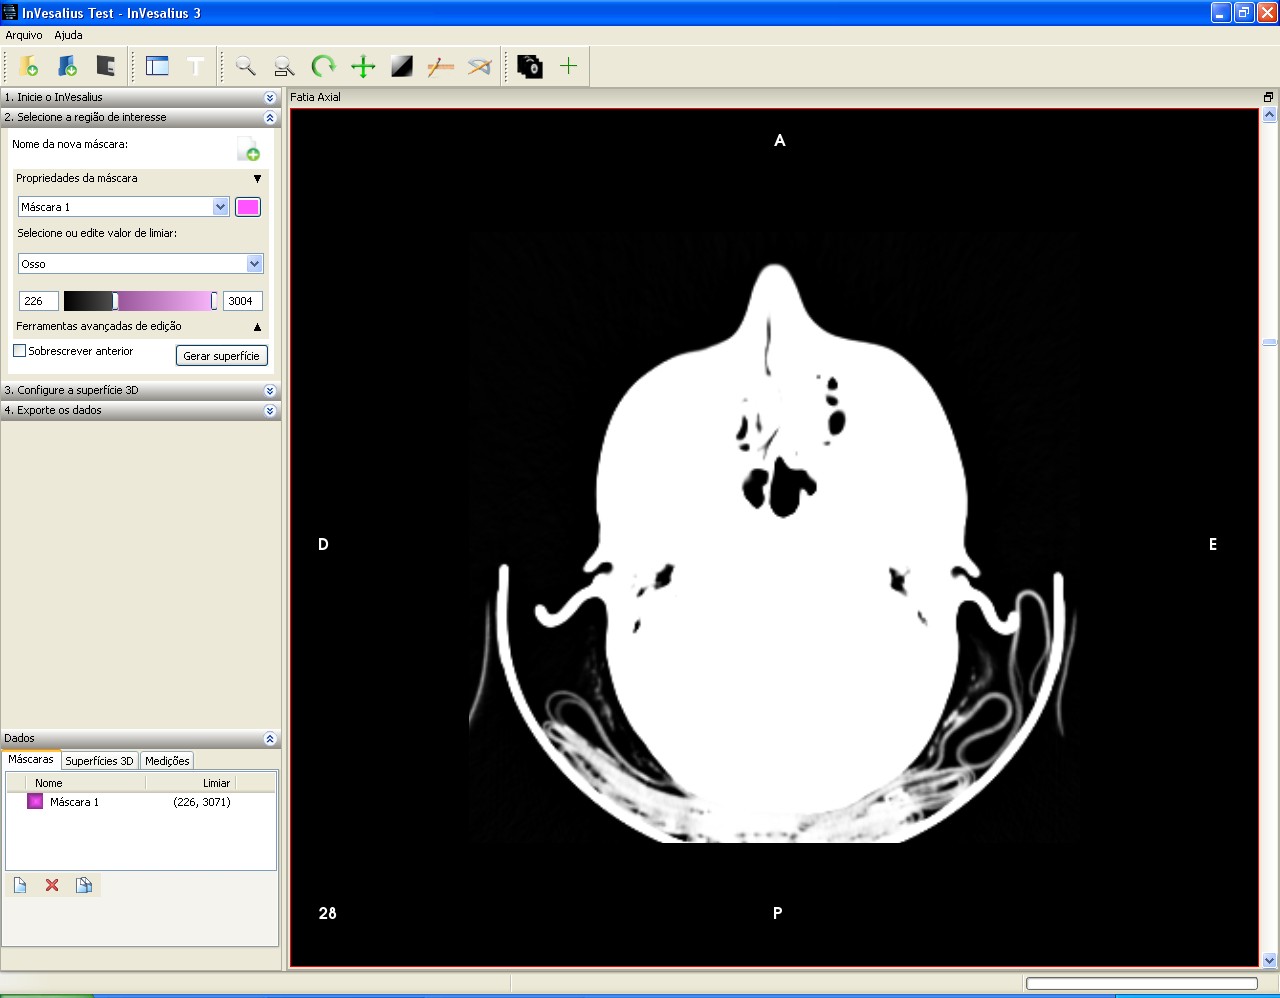 InVesalius Test - InVesalius 3
Arquivo Ajuda
T
1. Inicie o InVesalius
2. Selecione a região de interesse
Nome da nova máscara:
Propriedades da máscara
Máscara 1
Selecione ou edite valor de limiar:
Osso
226 3004
Ferramentas avançadas de edição
Sobrescrever anterior Gerar superfície
3. Configure a superfície 3D
4. Exporte os dados
Dados
Máscaras Superfícies 3D Medições
Nome Limiar
Máscara 1 (226, 3071)
Fatia Axial
A
D E
28 P